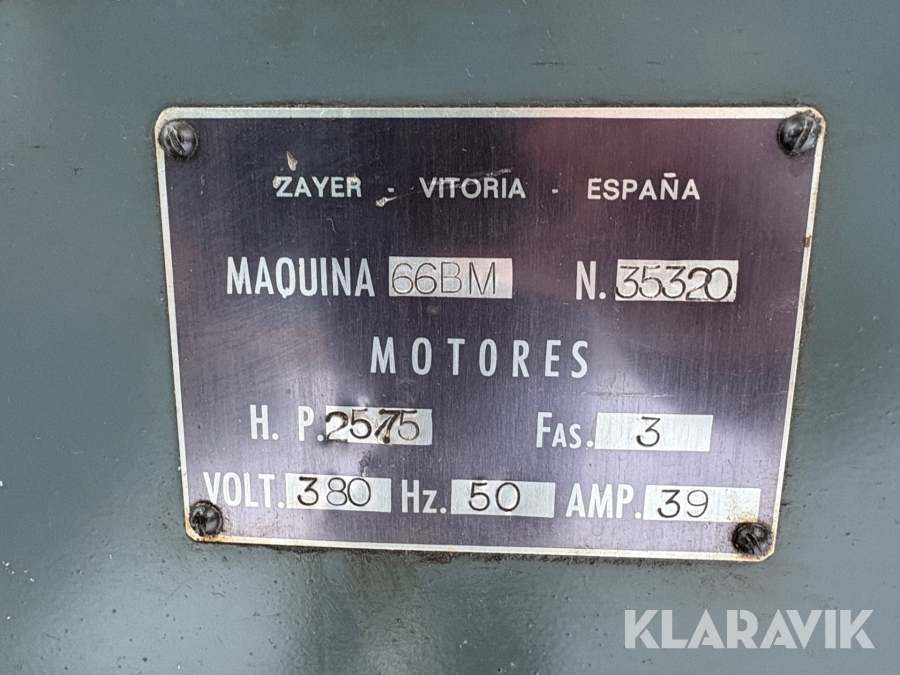 ZAYER - VITORIA - ESPAÑA
MAQUINA 66BM N. 35320
MOTORES
H. P. 25,75 FAS. 3
VOLT. 380 Hz. 50 AMP. 39
KLARAVIK